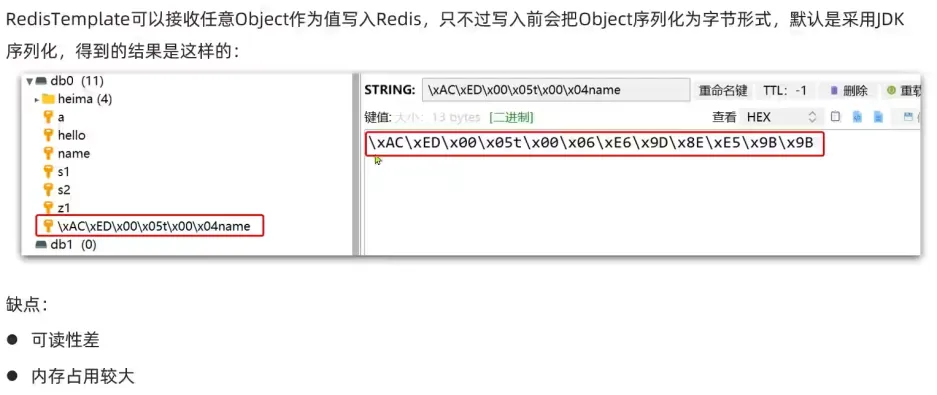 RedisTemplate可以接收任意Object作为值写入Redis，只不过写入前会把Object序列化为字节形式，默认是采用JDK
序列化，得到的结果是这样的：
db0 (11)
heima (4)
a
hello
name
s1
s2
z1
\xAC\xED\x00\x05t\x00\x04name
db1 (0)
STRING: \xAC\xED\x00\x05t\x00\x04name 重命名键 TTL: -1 删除 重载
键值: 大小: 13 bytes [二进制] 查看 HEX
\xAC\xED\x00\x05t\x00\x06\xE6\x9D\x8E\xE5\x9B\x9B
缺点：
● 可读性差
● 内存占用较大